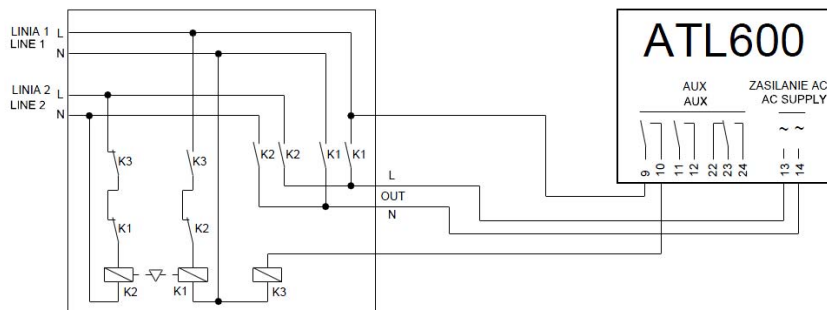 LINIA 1 L
LINE 1 N
LINIA 2 L
LINE 2 N
K3 K3 K2 K2 K1 K1
K1 K2
L
OUT
N
K2 K1 K3
ATL600
AUX ZASILANIE AC
AUX AC SUPPLY
~ ~
9 10 11 12 22 23 24 13 14